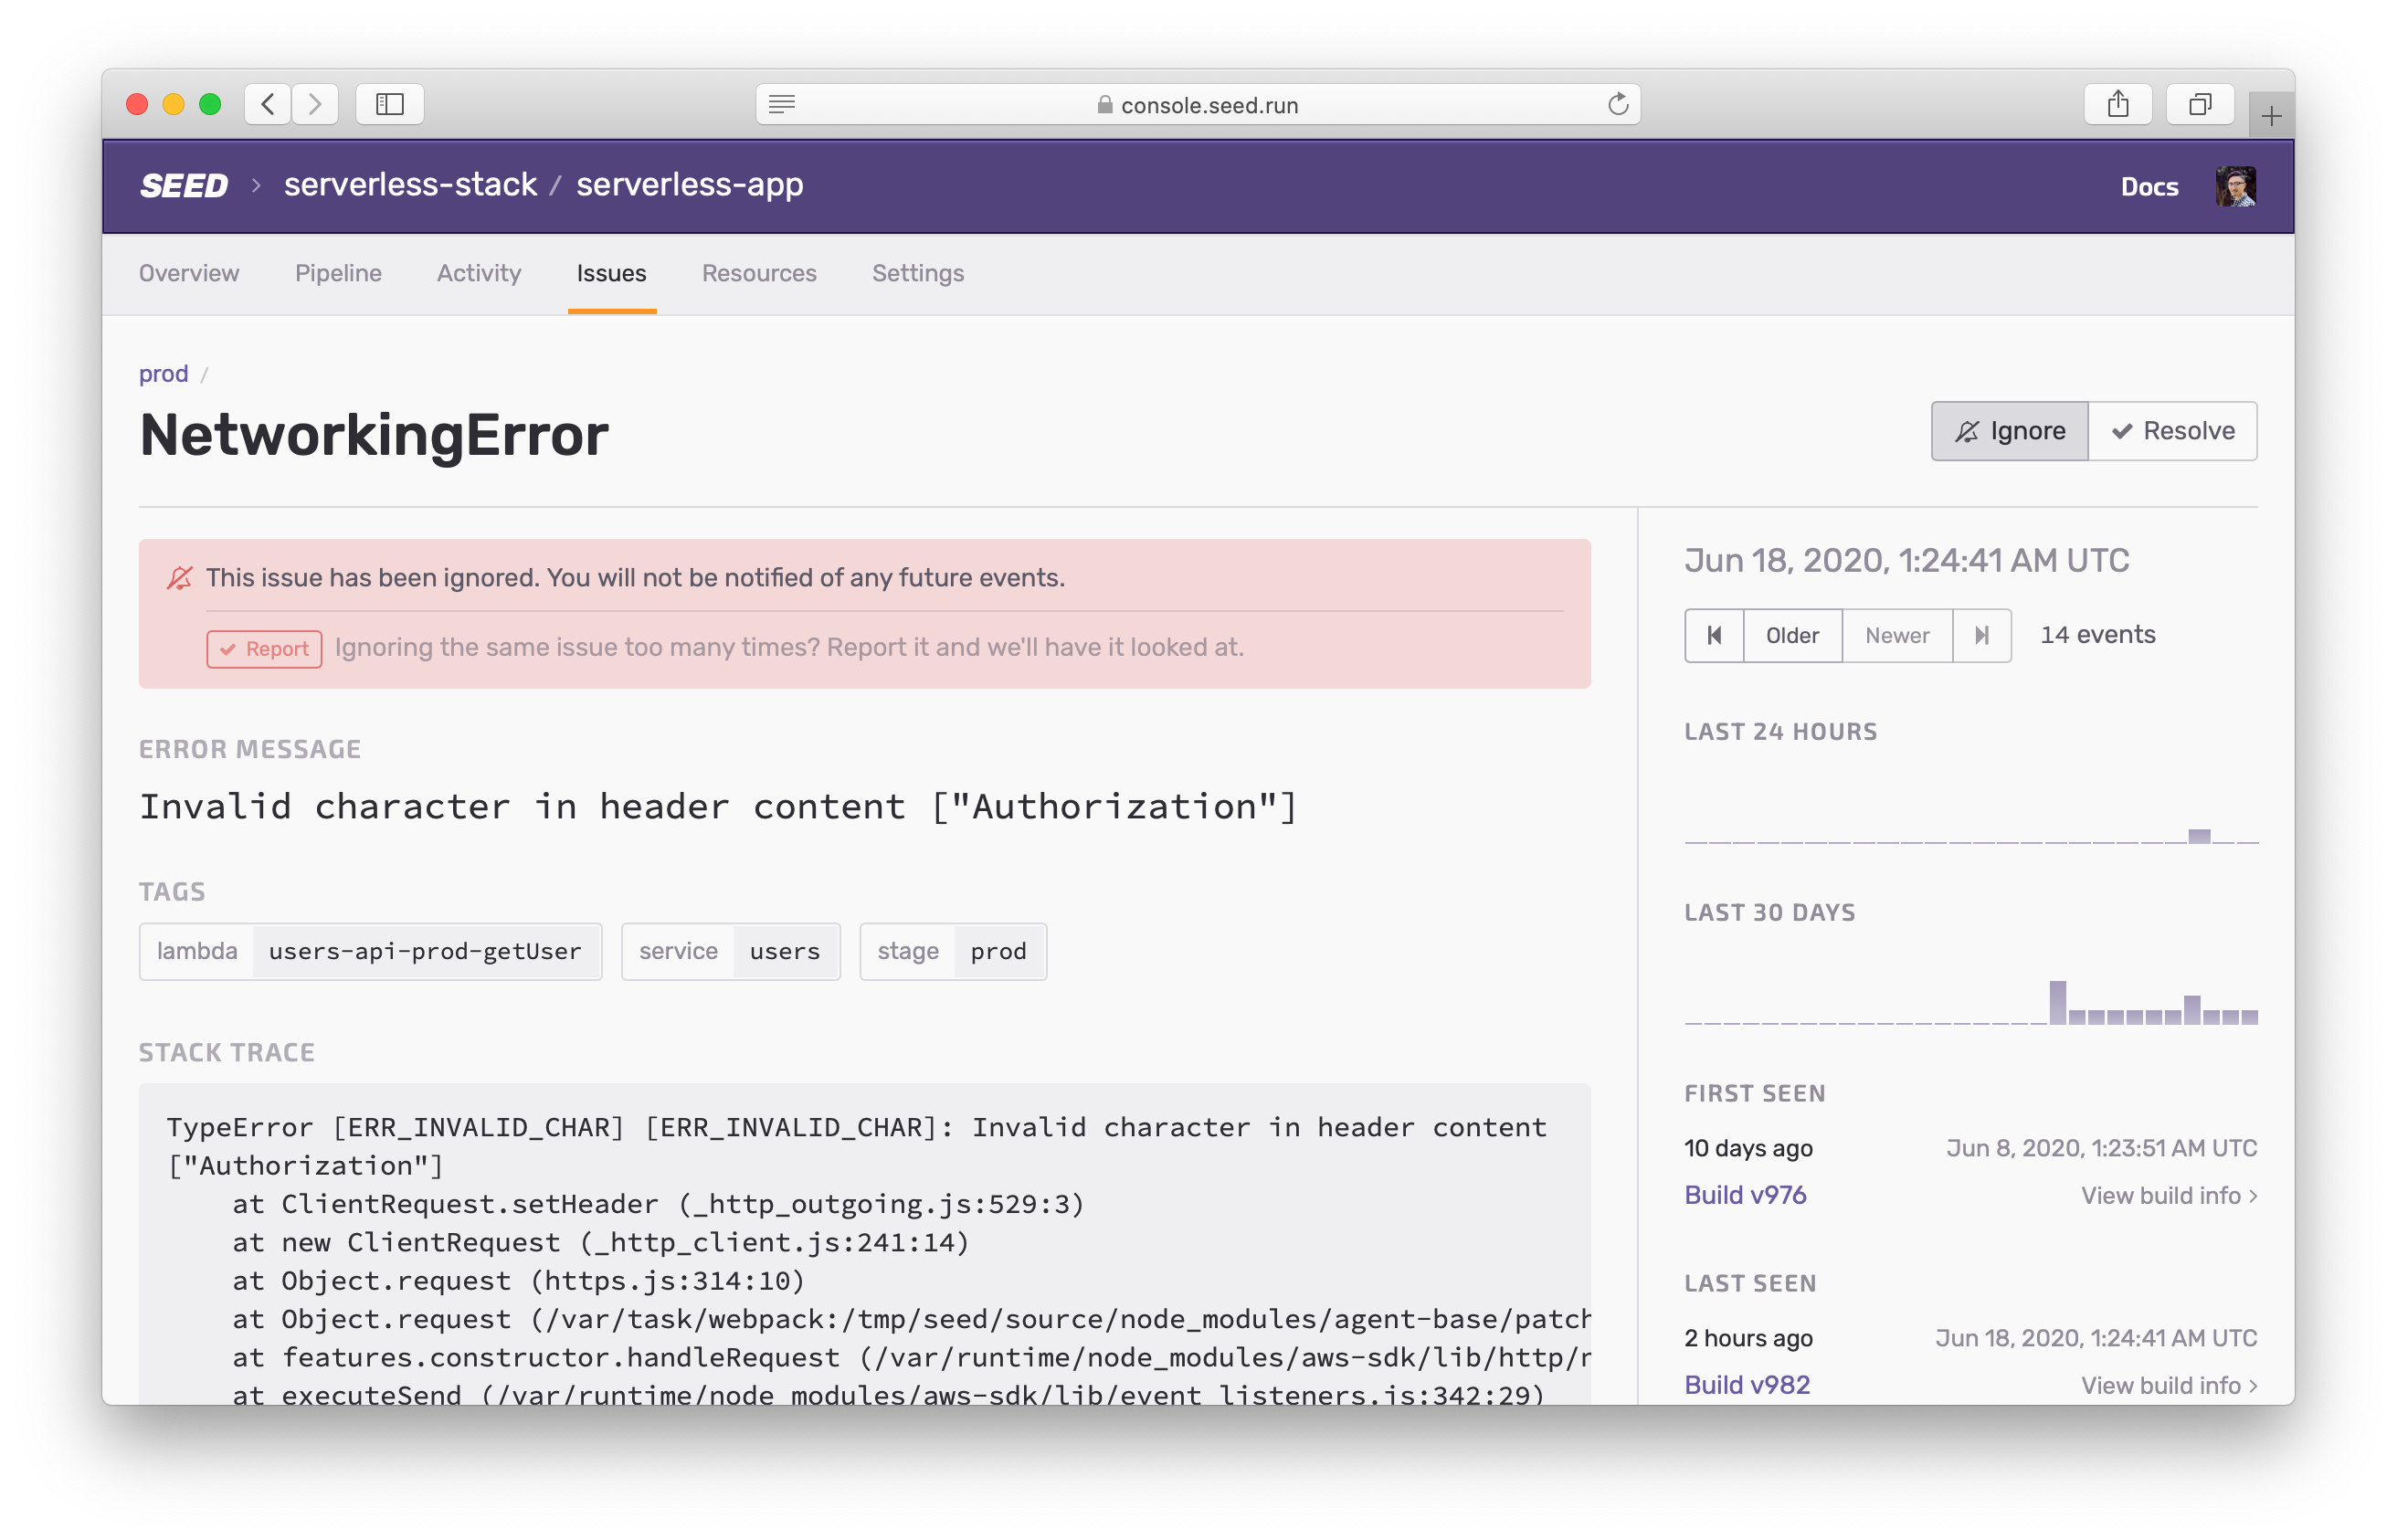 console.seed.run
SEED › serverless-stack / serverless-app
Docs
Overview Pipeline Activity Issues Resources Settings
prod /
NetworkingError
Ignore Resolve
This issue has been ignored. You will not be notified of any future events.
Report Ignoring the same issue too many times? Report it and we'll have it looked at.
ERROR MESSAGE
Invalid character in header content ["Authorization"]
TAGS
lambda users-api-prod-getUser service users stage prod
STACK TRACE
TypeError [ERR_INVALID_CHAR] [ERR_INVALID_CHAR]: Invalid character in header content
["Authorization"]
at ClientRequest.setHeader (_http_outgoing.js:529:3)
at new ClientRequest (_http_client.js:241:14)
at Object.request (https.js:314:10)
at Object.request (/var/task/webpack:/tmp/seed/source/node_modules/agent-base/patch
at features.constructor.handleRequest (/var/runtime/node_modules/aws-sdk/lib/http/
at executeSend (/var/runtime/node_modules/aws-sdk/lib/event_listeners.js:342:29)
Jun 18, 2020, 1:24:41 AM UTC
Older Newer 14 events
LAST 24 HOURS
LAST 30 DAYS
FIRST SEEN
10 days ago Jun 8, 2020, 1:23:51 AM UTC
Build v976 View build info ›
LAST SEEN
2 hours ago Jun 18, 2020, 1:24:41 AM UTC
Build v982 View build info ›